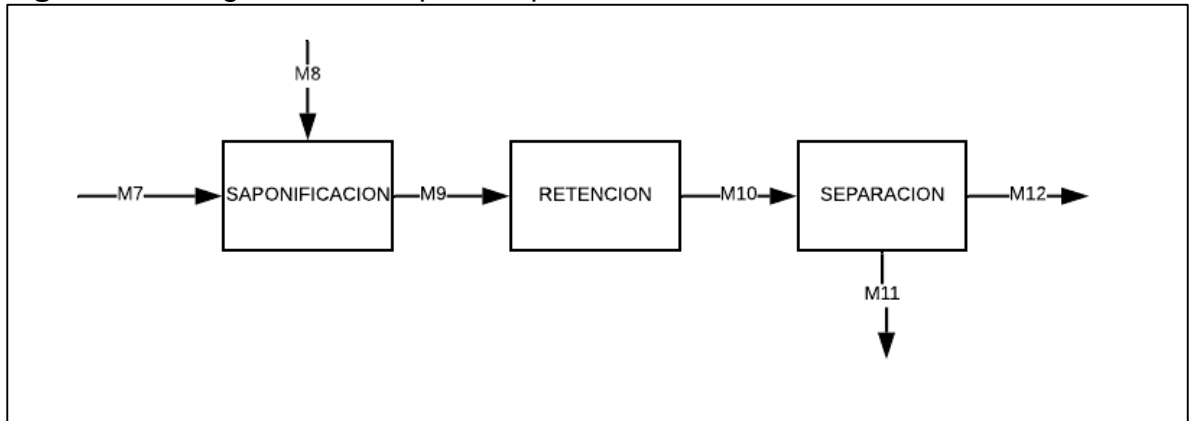 M8
M7
SAPONIFICACION
M9
RETENCION
M10
SEPARACION
M12
M11